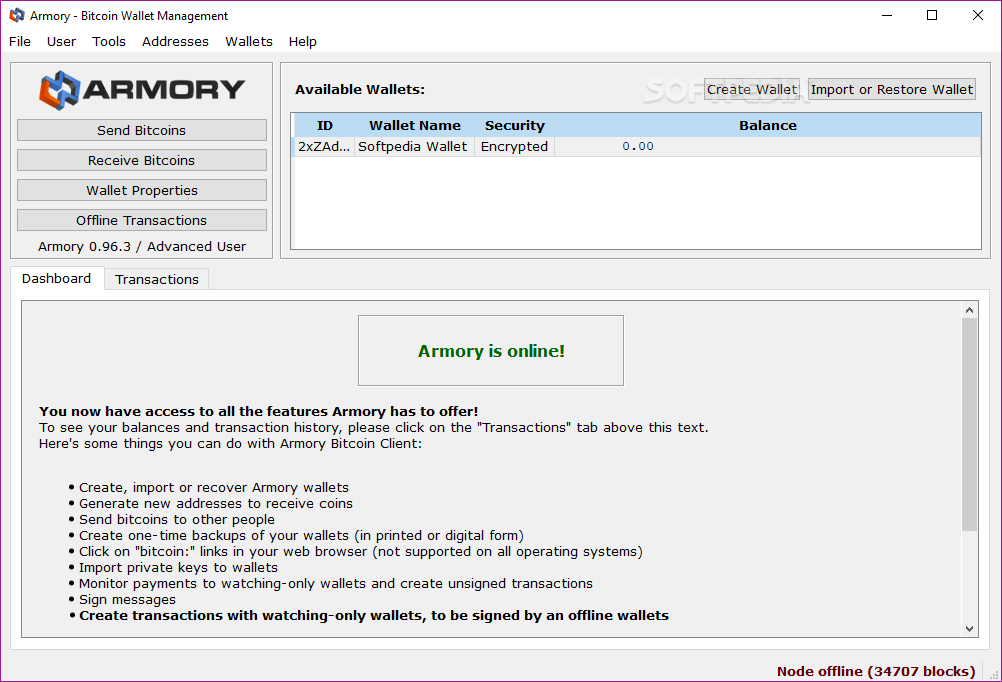 Armory - Bitcoin Wallet Management
File User Tools Addresses Wallets Help
ARMORY
Send Bitcoins
Receive Bitcoins
Wallet Properties
Offline Transactions
Armory 0.96.3 / Advanced User
Available Wallets:
SOFTPEDIA
Create Wallet
Import or Restore Wallet
ID Wallet Name Security Balance
2xZAd... Softpedia Wallet Encrypted 0.00
Dashboard Transactions
Armory is online!
You now have access to all the features Armory has to offer!
To see your balances and transaction history, please click on the "Transactions" tab above this text.
Here's some things you can do with Armory Bitcoin Client:
• Create, import or recover Armory wallets
• Generate new addresses to receive coins
• Send bitcoins to other people
• Create one-time backups of your wallets (in printed or digital form)
• Click on "bitcoin:" links in your web browser (not supported on all operating systems)
• Import private keys to wallets
• Monitor payments to watching-only wallets and create unsigned transactions
• Sign messages
• Create transactions with watching-only wallets, to be signed by an offline wallets
Node offline (34707 blocks)